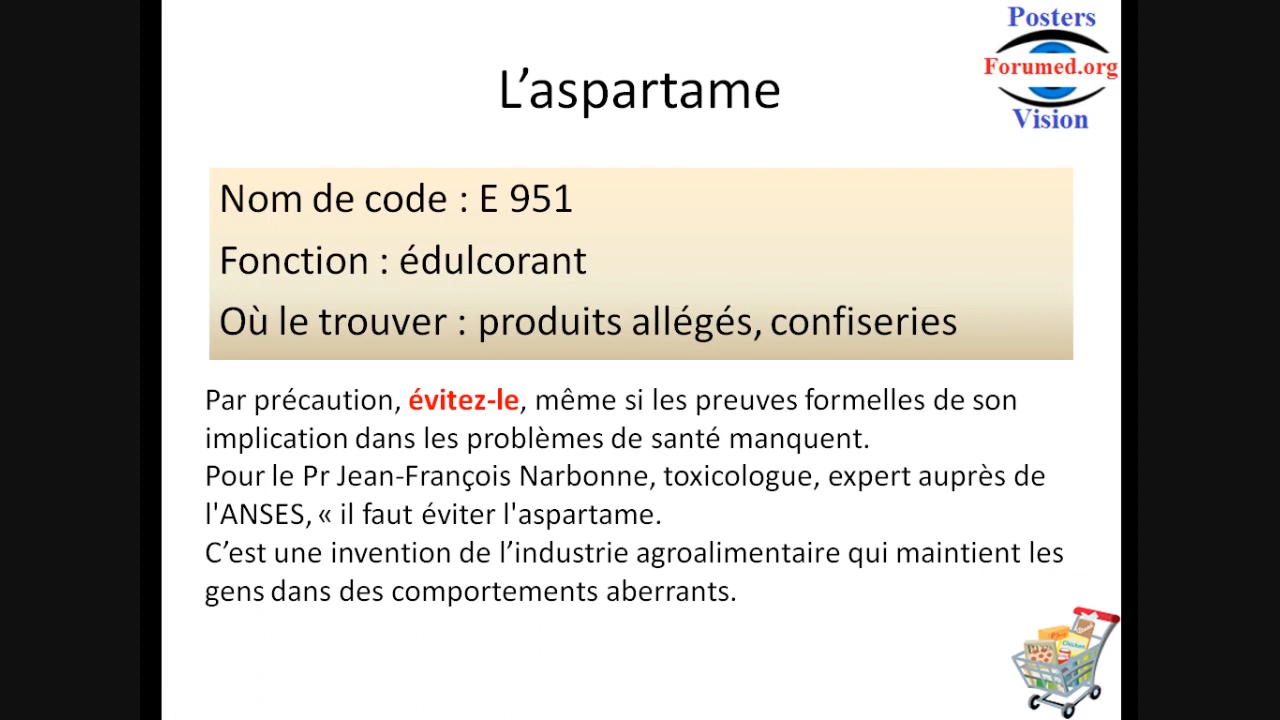 Posters
Forumed.org
Vision
L’aspartame
Nom de code : E 951
Fonction : édulcorant
Où le trouver : produits allégés, confiseries
Par précaution, évitez-le, même si les preuves formelles de son
implication dans les problèmes de santé manquent.
Pour le Pr Jean-François Narbonne, toxicologue, expert auprès de
l'ANSES, « il faut éviter l'aspartame.
C’est une invention de l’industrie agroalimentaire qui maintient les
gens dans des comportements aberrants.